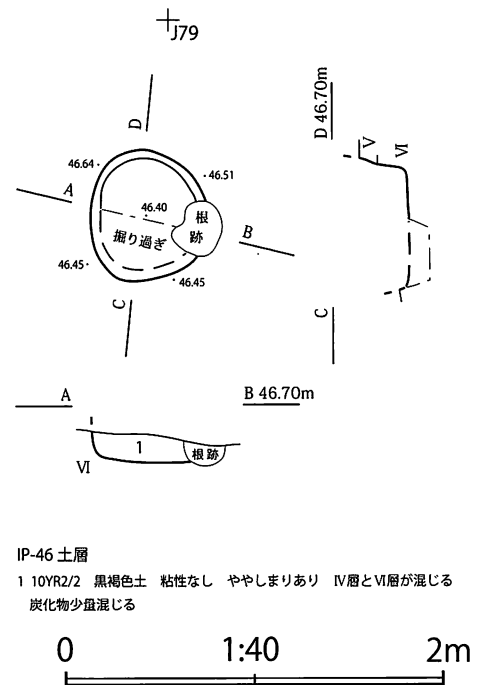 J79
D
D 46.70m
46.64
46.51
V
VI
A
46.40
根
跡
掘り過ぎ
B
46.45
46.45
C
C
A
B 46.70m
1
根跡
VI
IP-46 土層
1 10YR2/2 黒褐色土 粘性なし ややしまりあり Ⅳ層とⅥ層が混じる
炭化物少量混じる
0
1:40
2m